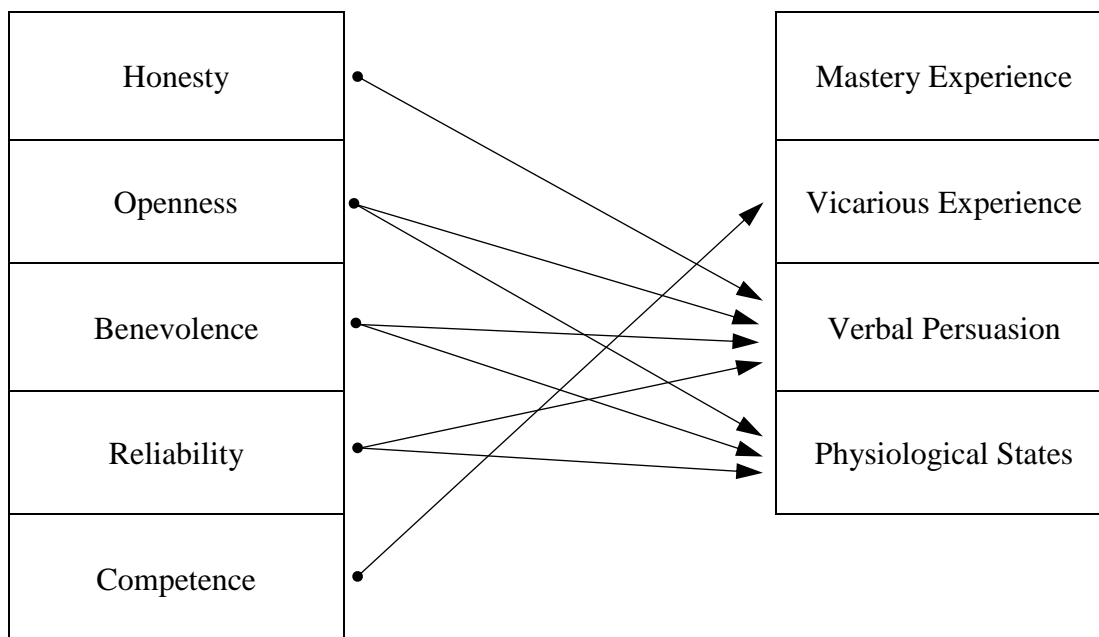 Honesty
Openness
Benevolence
Reliability
Competence
Mastery Experience
Vicarious Experience
Verbal Persuasion
Physiological States